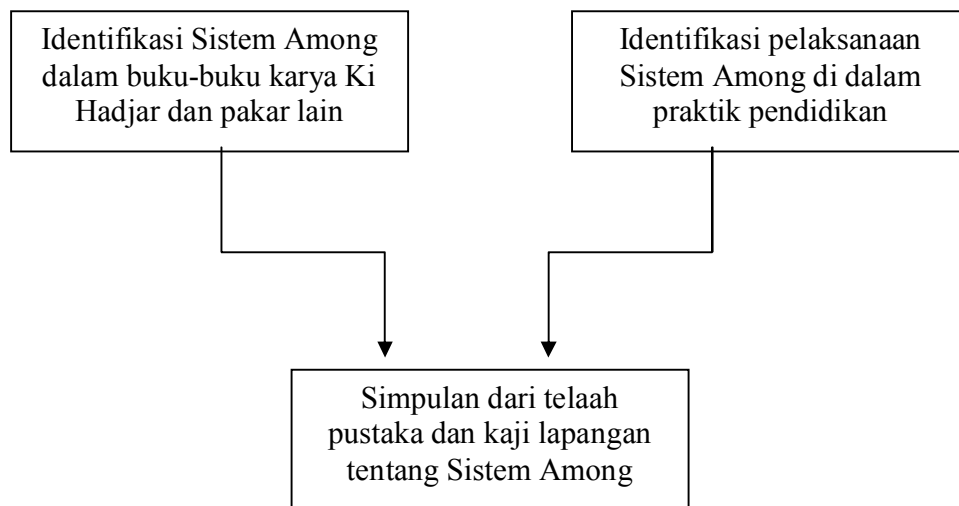 Identifikasi Sistem Among
dalam buku-buku karya Ki
Hadjar dan pakar lain
Identifikasi pelaksanaan
Sistem Among di dalam
praktik pendidikan
Simpulan dari telaah
pustaka dan kaji lapangan
tentang Sistem Among